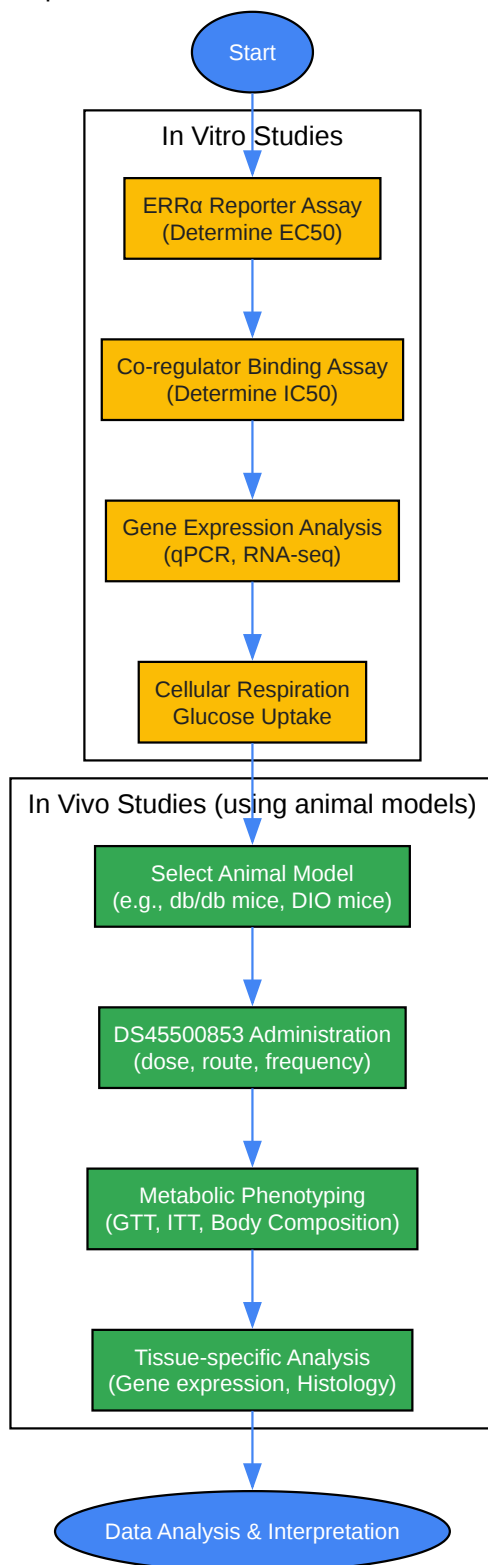 Start
In Vitro Studies
ERRα Reporter Assay
(Determine EC50)
Co-regulator Binding Assay
(Determine IC50)
Gene Expression Analysis
(qPCR, RNA-seq)
Cellular Respiration
Glucose Uptake
In Vivo Studies (using animal models)
Select Animal Model
(e.g., db/db mice, DIO mice)
DS45500853 Administration
(dose, route, frequency)
Metabolic Phenotyping
(GTT, ITT, Body Composition)
Tissue-specific Analysis
(Gene expression, Histology)
Data Analysis & Interpretation